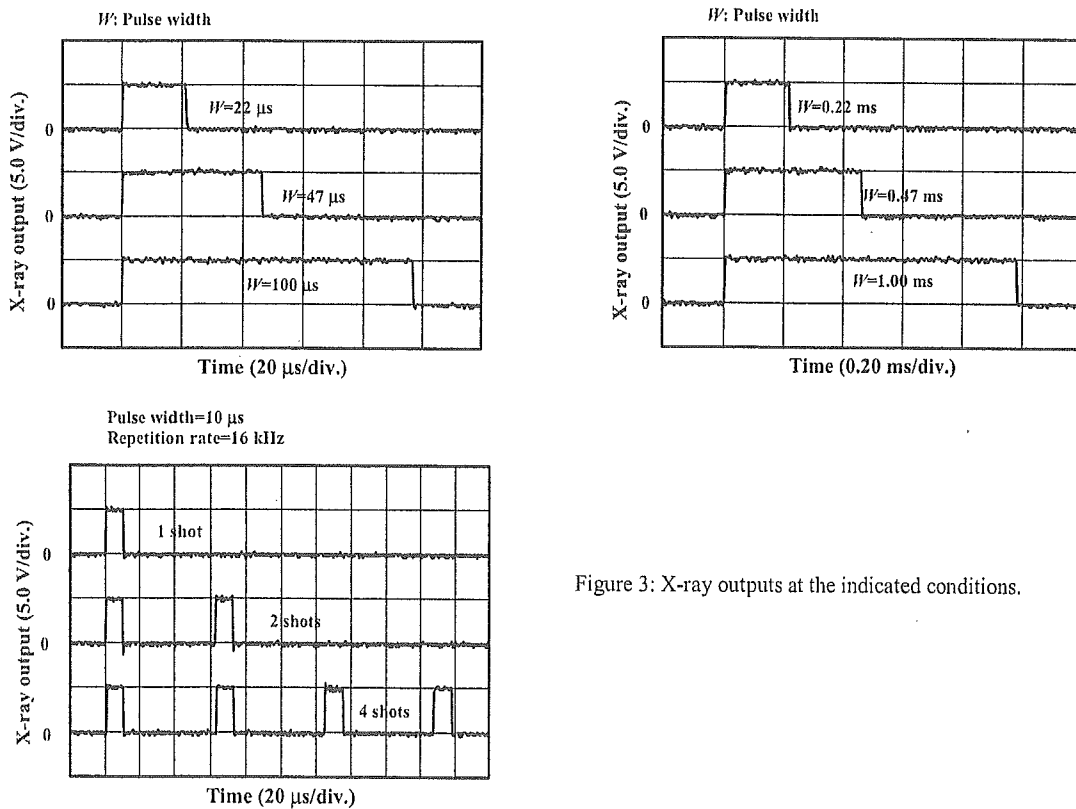 W: Pulse width
X-ray output (5.0 V/div.)
0
W=22 µs
0
W=47 µs
0
W=100 µs
Time (20 µs/div.)
W: Pulse width
X-ray output (5.0 V/div.)
0
W=0.22 ms
0
W=0.47 ms
0
W=1.00 ms
Time (0.20 ms/div.)
Pulse width=10 µs
Repetition rate=16 kHz
X-ray output (5.0 V/div.)
0
1 shot
0
2 shots
0
4 shots
Time (20 µs/div.)
Figure 3: X-ray outputs at the indicated conditions.